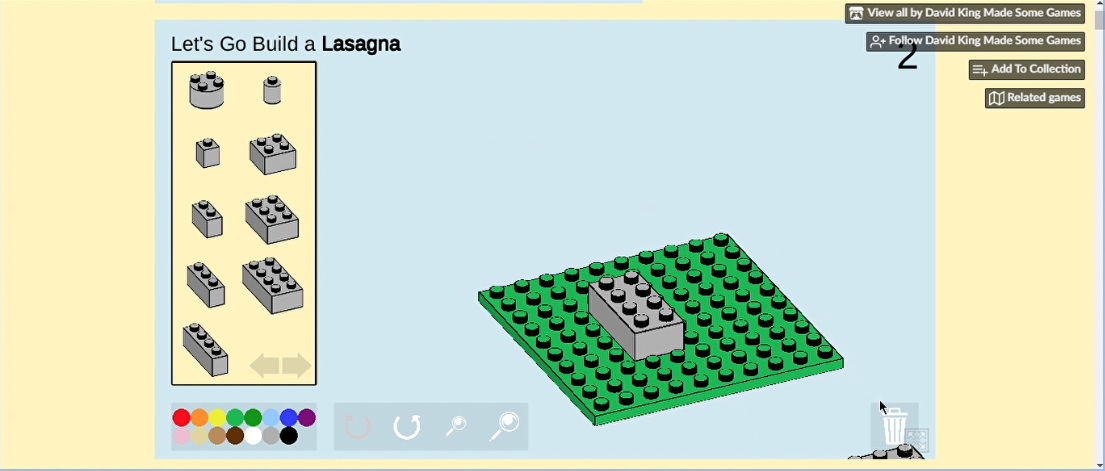 View all by David King Made Some Games
Let's Go Build a Lasagna
Follow David King Made Some Games
2
Add To Collection
Related games